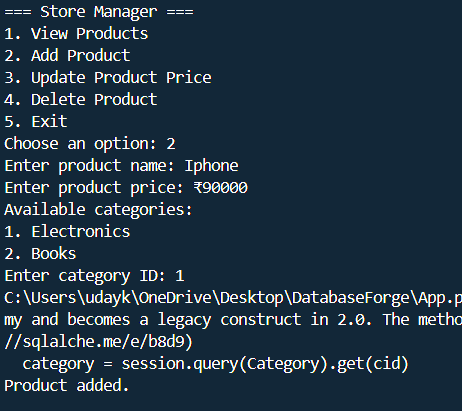 === Store Manager ===
1. View Products
2. Add Product
3. Update Product Price
4. Delete Product
5. Exit
Choose an option: 2
Enter product name: Iphone
Enter product price: ₹90000
Available categories:
1. Electronics
2. Books
Enter category ID: 1
C:\Users\udayk\OneDrive\Desktop\DatabaseForge\App.p
my and becomes a legacy construct in 2.0. The metho
//sqlalche.me/e/b8d9)
  category = session.query(Category).get(cid)
Product added.